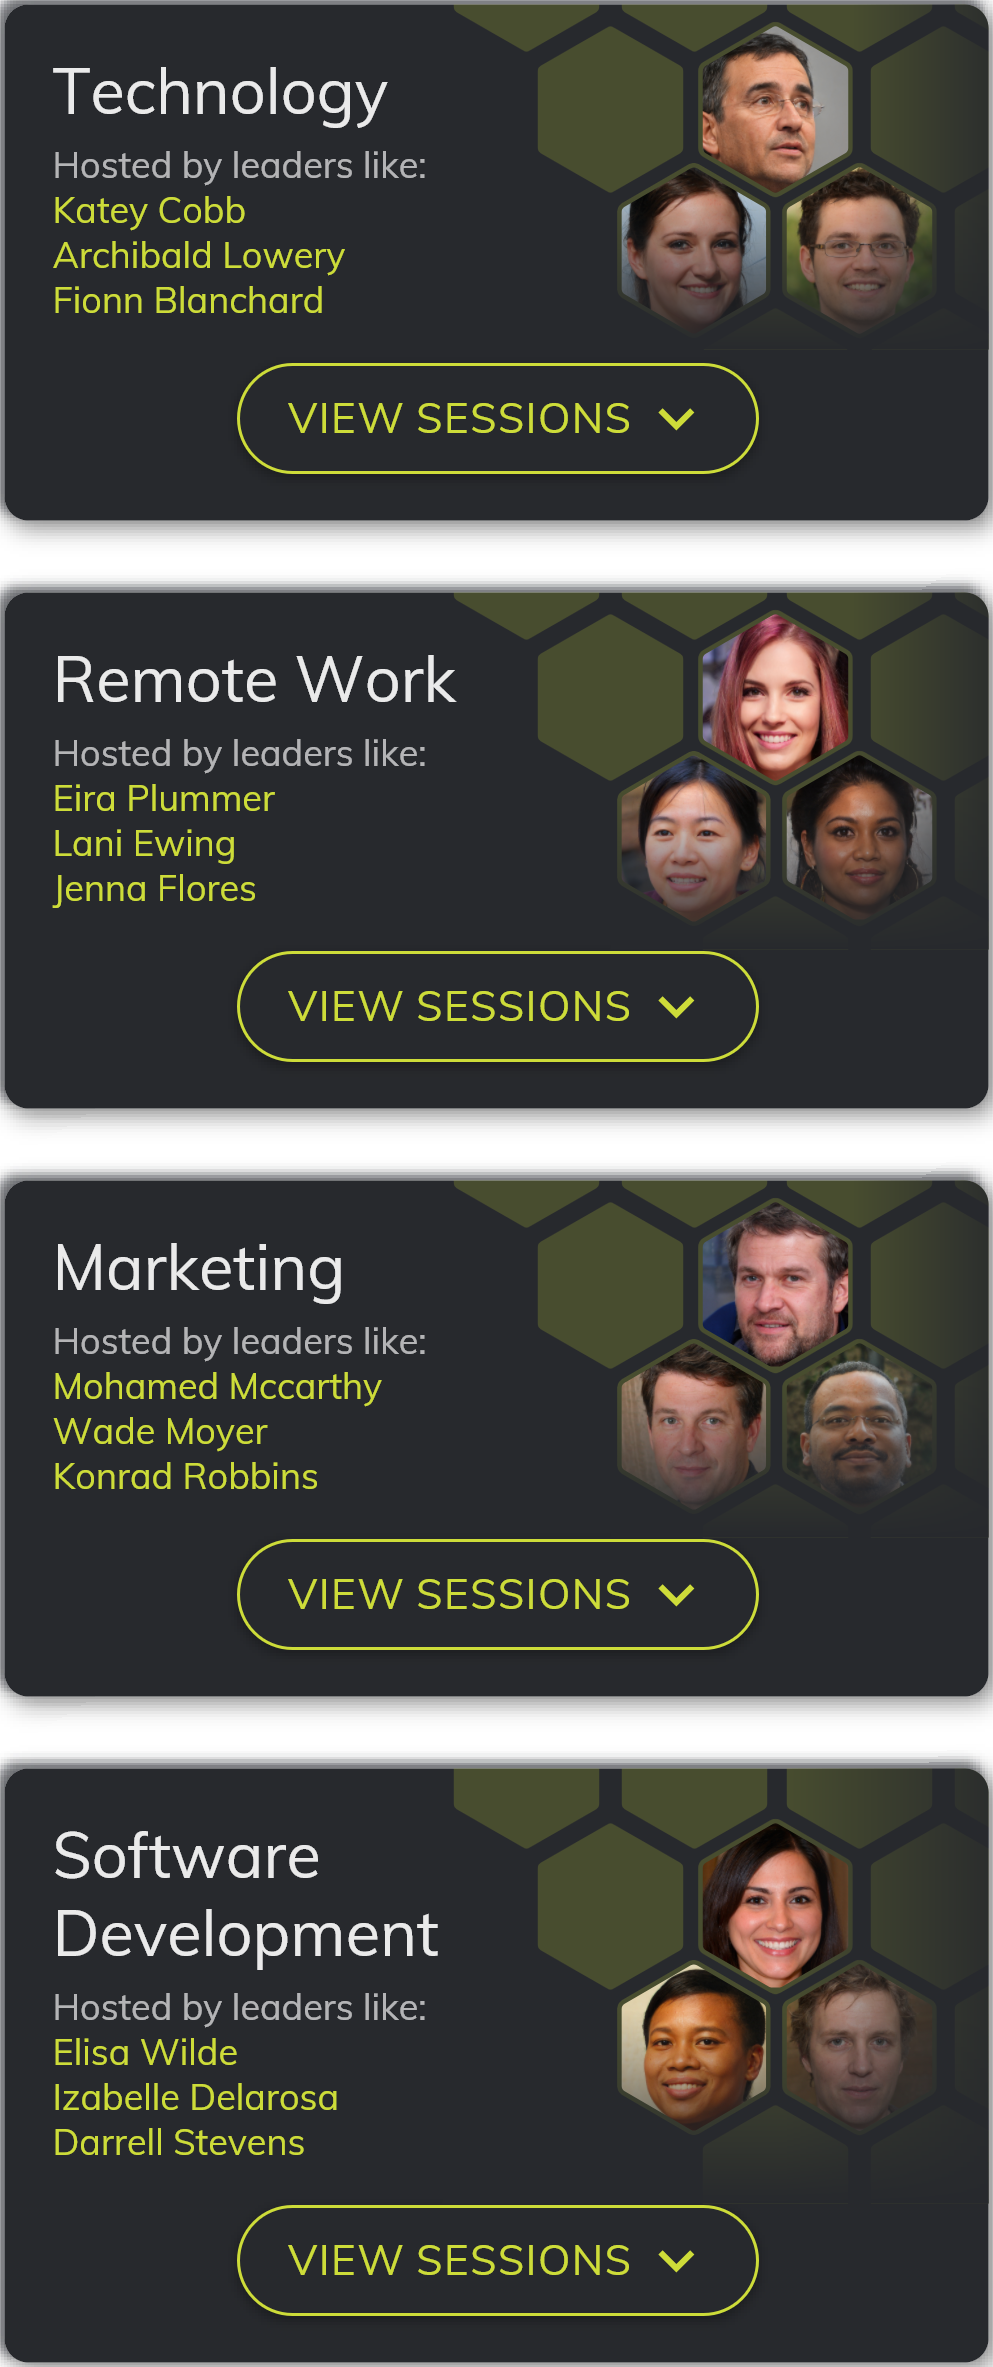 Technology
Hosted by leaders like:
Katey Cobb
Archibald Lowery
Fionn Blanchard
VIEW SESSIONS
Remote Work
Hosted by leaders like:
Eira Plummer
Lani Ewing
Jenna Flores
VIEW SESSIONS
Marketing
Hosted by leaders like:
Mohamed Mccarthy
Wade Moyer
Konrad Robbins
VIEW SESSIONS
Software
Development
Hosted by leaders like:
Elisa Wilde
Izabelle Delarosa
Darrell Stevens
VIEW SESSIONS